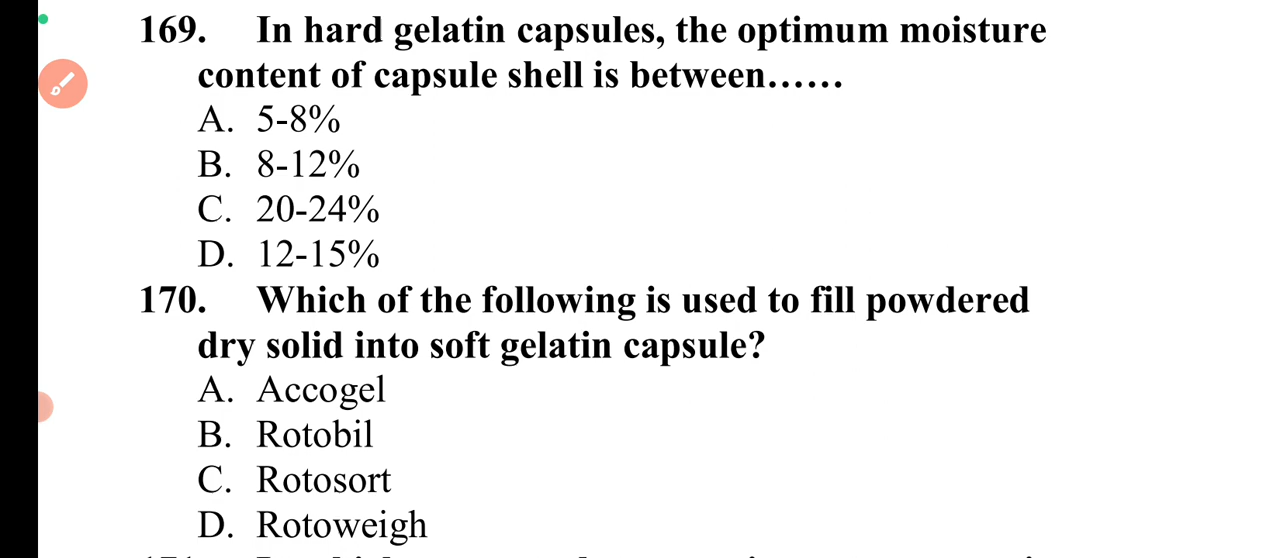 169. In hard gelatin capsules, the optimum moisture
content of capsule shell is between……
A. 5-8%
B. 8-12%
C. 20-24%
D. 12-15%
170. Which of the following is used to fill powdered
dry solid into soft gelatin capsule?
A. Accogel
B. Rotobil
C. Rotosort
D. Rotoweigh